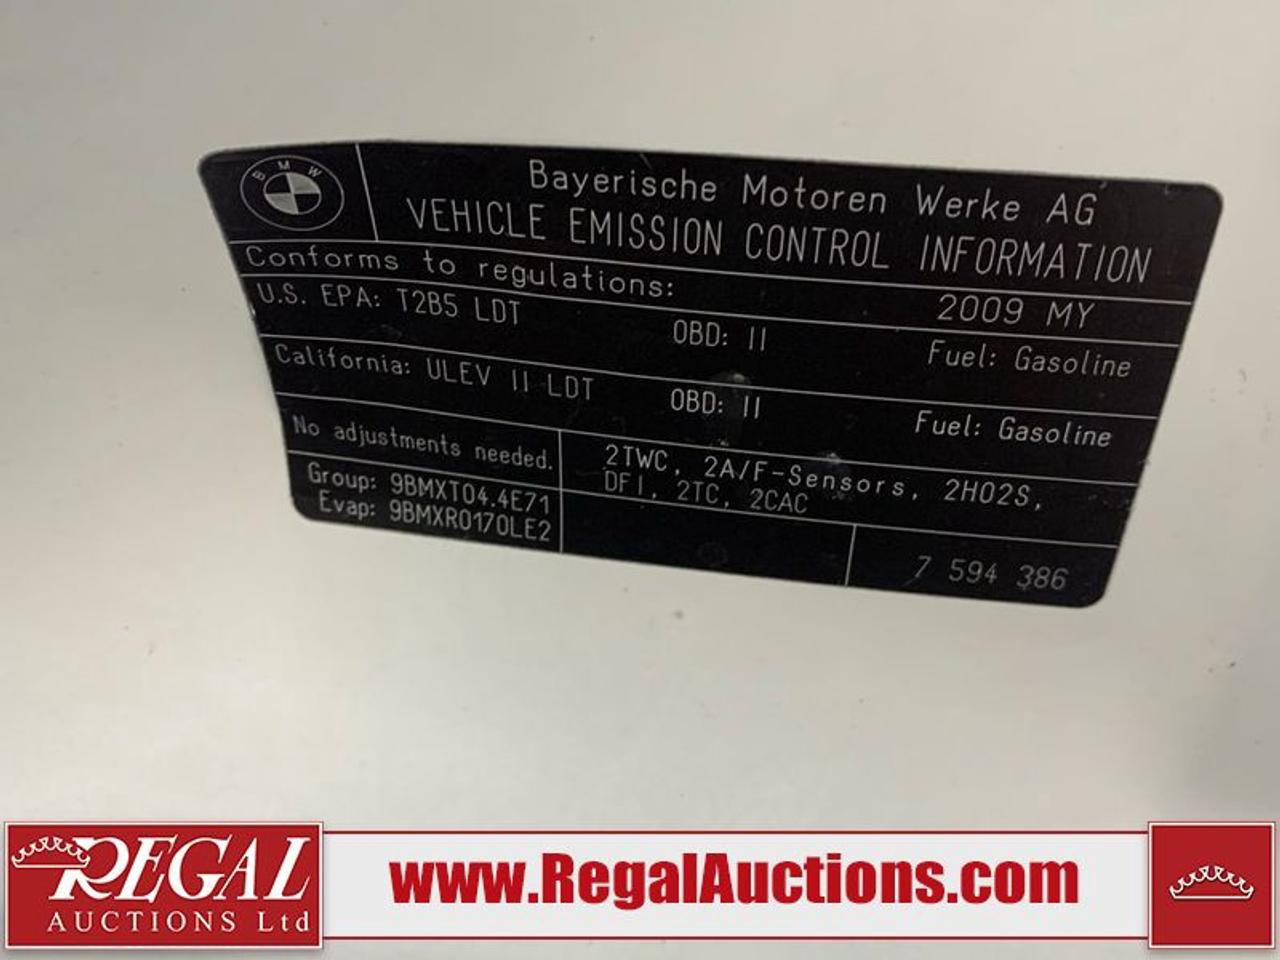 BMW
Bayerische Motoren Werke AG
VEHICLE EMISSION CONTROL INFORMATION
Conforms to regulations: 2009 MY
U.S. EPA: T2B5 LDT OBD: II Fuel: Gasoline
California: ULEV II LDT OBD: II Fuel: Gasoline
No adjustments needed.
2TWC, 2A/F-Sensors, 2HO2S,
DFI, 2TC, 2CAC
Group: 9BMXT04.4E71
Evap: 9BMXR0170LE2
7 594 386
REGAL
AUCTIONS Ltd
www.RegalAuctions.com